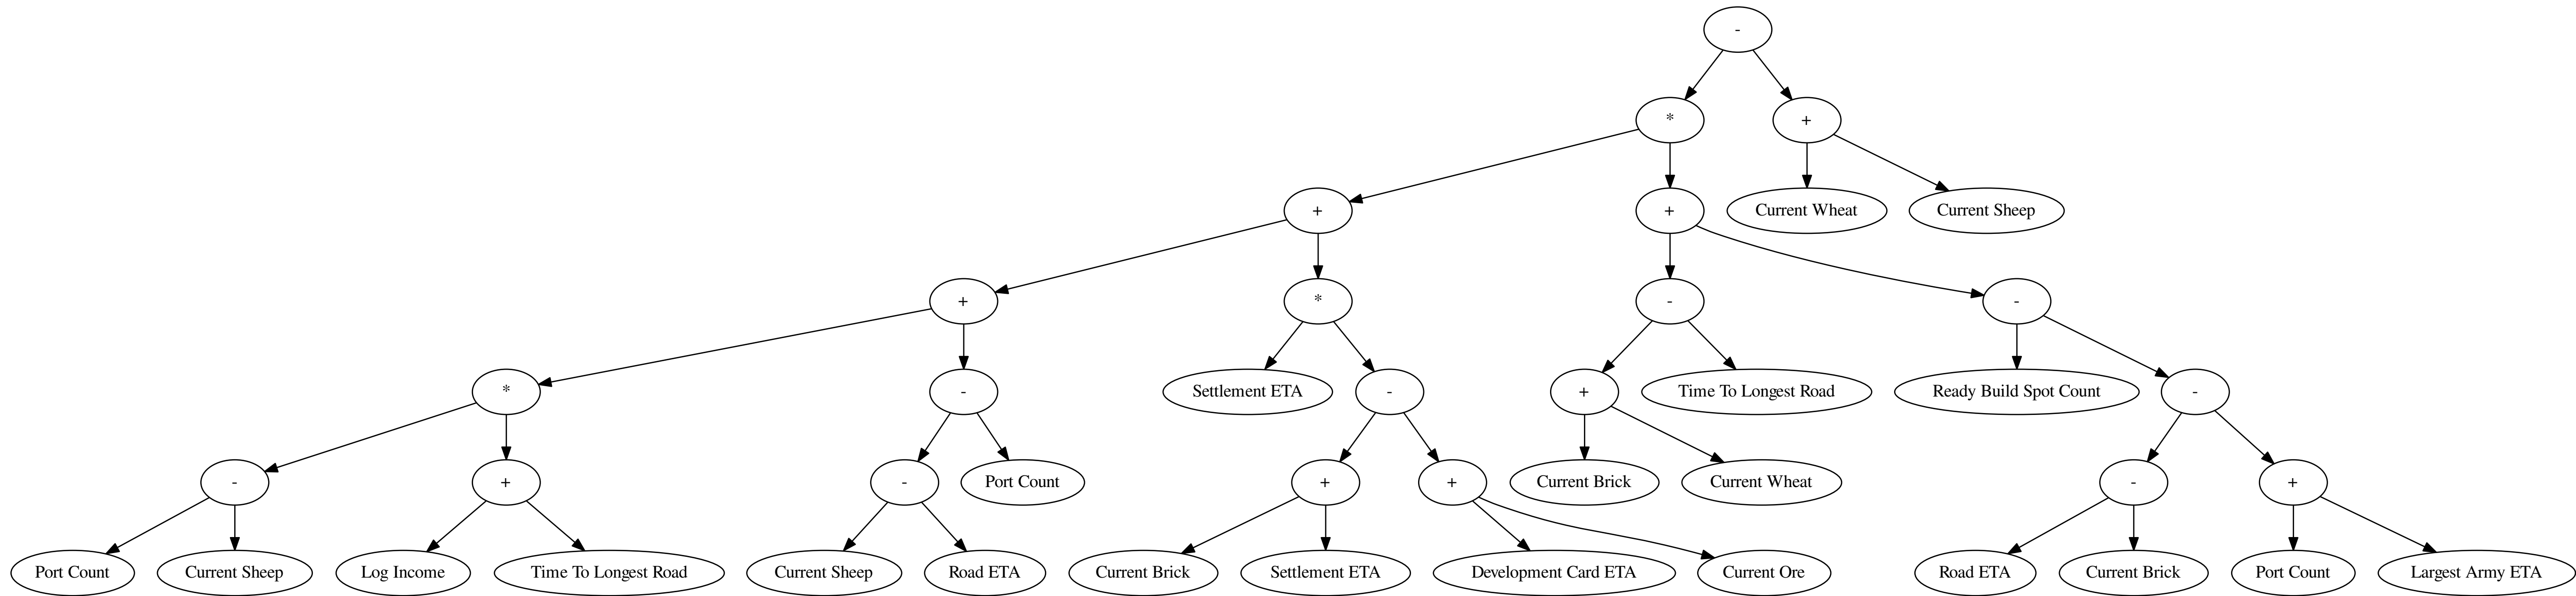 -
*
+
+
+
Current Wheat
Current Sheep
+
*
-
-
*
-
Settlement ETA
-
+
Time To Longest Road
Ready Build Spot Count
-
-
+
-
Port Count
+
+
Current Brick
Current Wheat
-
+
Port Count
Current Sheep
Log Income
Time To Longest Road
Current Sheep
Road ETA
Current Brick
Settlement ETA
Development Card ETA
Current Ore
Road ETA
Current Brick
Port Count
Largest Army ETA